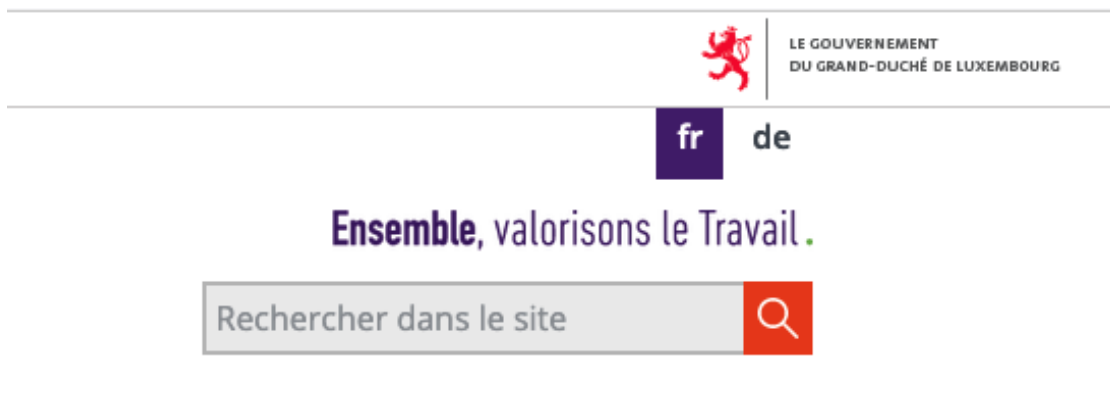 LE GOUVERNEMENT
DU GRAND-DUCHÉ DE LUXEMBOURG
fr de
Ensemble, valorisons le Travail.
Rechercher dans le site